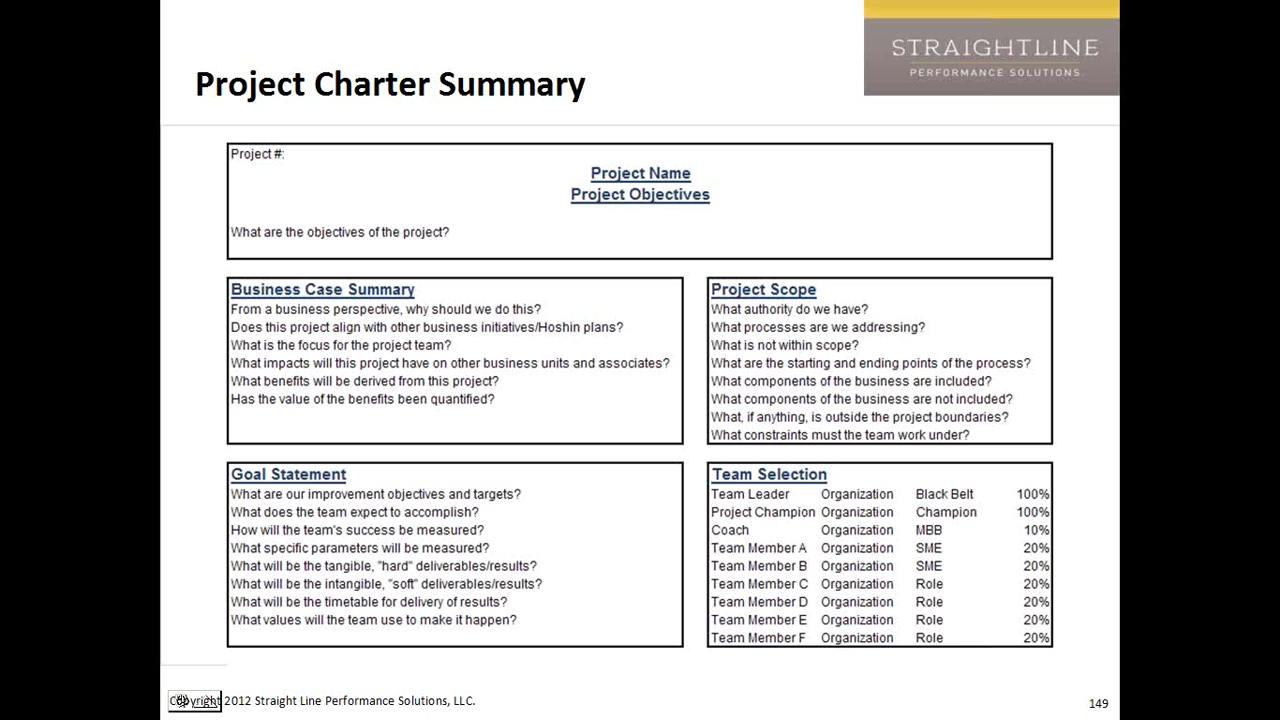 STRAIGHTLINE
PERFORMANCE SOLUTIONS.
Project Charter Summary
Project #:
Project Name
Project Objectives
What are the objectives of the project?
Business Case Summary
From a business perspective, why should we do this?
Does this project align with other business initiatives/Hoshin plans?
What is the focus for the project team?
What impacts will this project have on other business units and associates?
What benefits will be derived from this project?
Has the value of the benefits been quantified?
Project Scope
What authority do we have?
What processes are we addressing?
What is not within scope?
What are the starting and ending points of the process?
What components of the business are included?
What components of the business are not included?
What, if anything, is outside the project boundaries?
What constraints must the team work under?
Goal Statement
What are our improvement objectives and targets?
What does the team expect to accomplish?
How will the team's success be measured?
What specific parameters will be measured?
What will be the tangible, "hard" deliverables/results?
What will be the intangible, "soft" deliverables/results?
What will be the timetable for delivery of results?
What values will the team use to make it happen?
Team Selection
Team Leader Organization Black Belt 100%
Project Champion Organization Champion 100%
Coach Organization MBB 10%
Team Member A Organization SME 20%
Team Member B Organization SME 20%
Team Member C Organization Role 20%
Team Member D Organization Role 20%
Team Member E Organization Role 20%
Team Member F Organization Role 20%
Copyright 2012 Straight Line Performance Solutions, LLC.
149